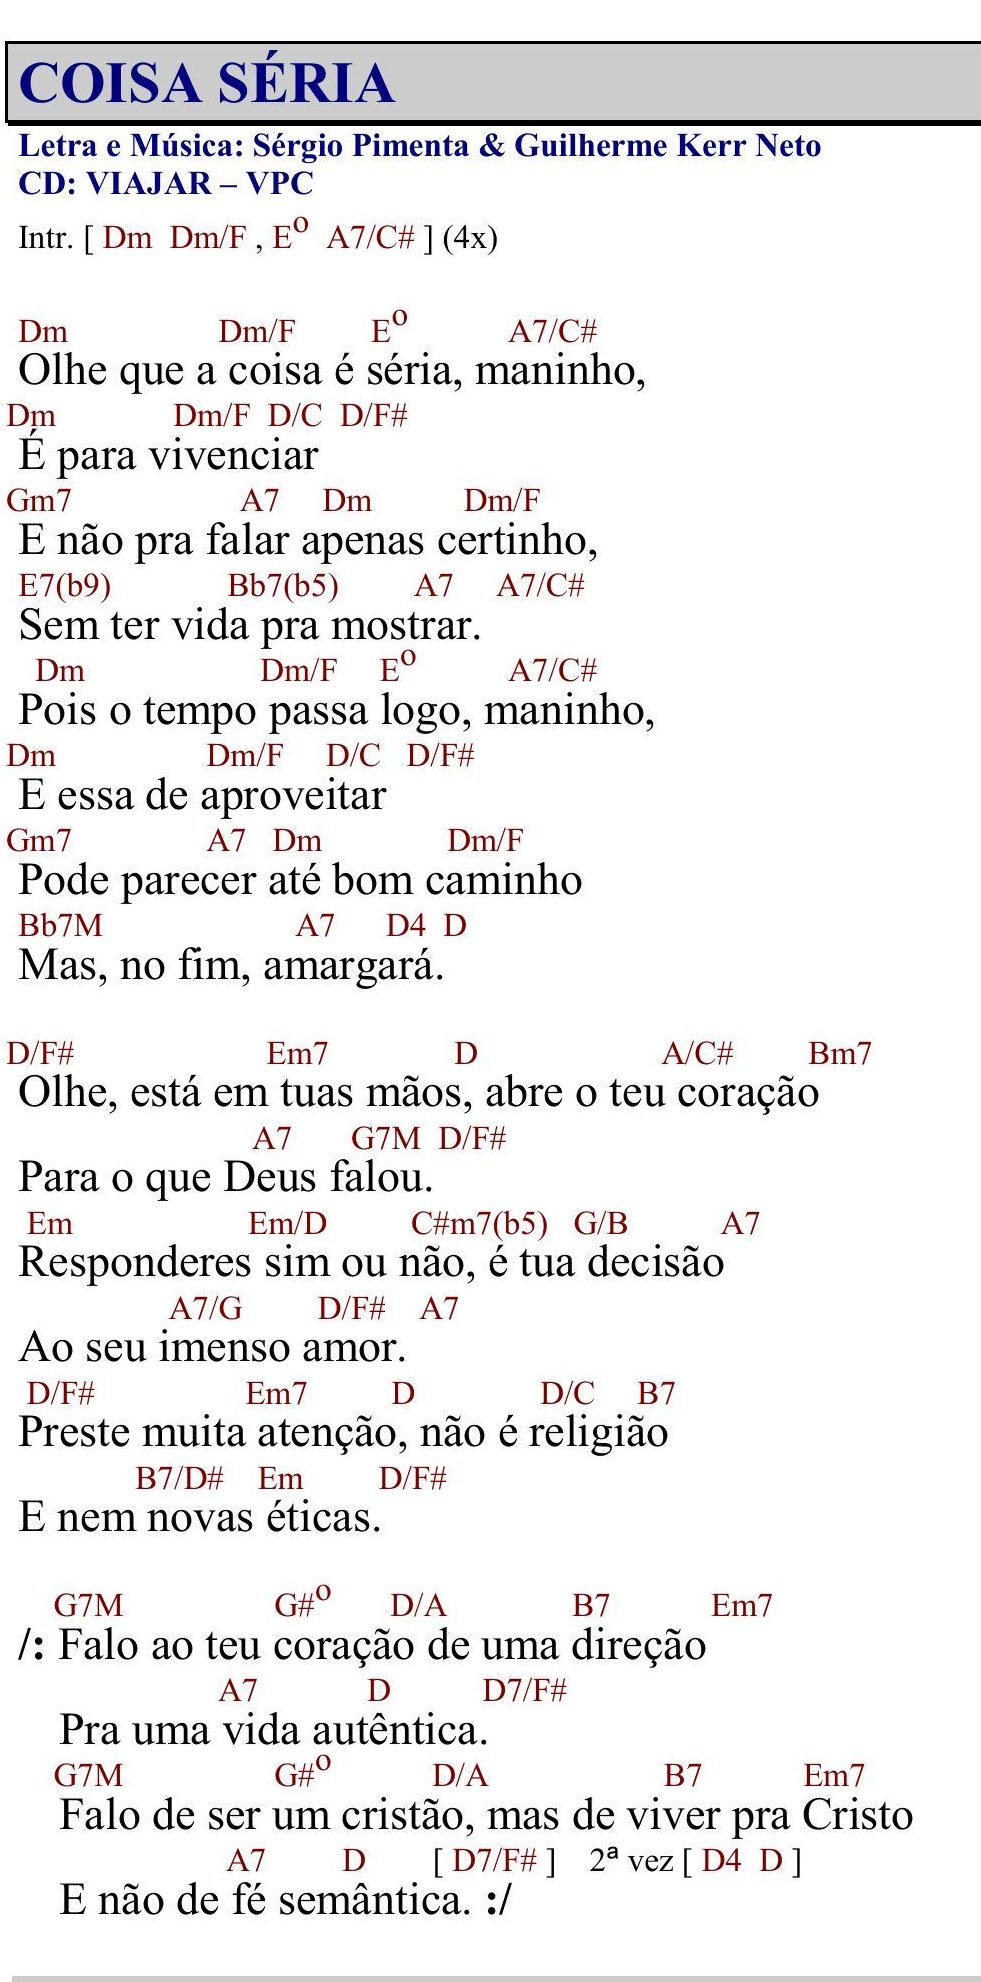 COISA SÉRIA
Letra e Música: Sérgio Pimenta & Guilherme Kerr Neto
CD: VIAJAR – VPC
Intr. [ Dm Dm/F , Eº A7/C# ] (4x)
Dm Dm/F Eº A7/C#
Olhe que a coisa é séria, maninho,
Dm Dm/F D/C D/F#
É para vivenciar
Gm7 A7 Dm Dm/F
E não pra falar apenas certinho,
E7(b9) Bb7(b5) A7 A7/C#
Sem ter vida pra mostrar.
Dm Dm/F Eº A7/C#
Pois o tempo passa logo, maninho,
Dm Dm/F D/C D/F#
E essa de aproveitar
Gm7 A7 Dm Dm/F
Pode parecer até bom caminho
Bb7M A7 D4 D
Mas, no fim, amargará.
D/F# Em7 D A/C# Bm7
Olhe, está em tuas mãos, abre o teu coração
A7 G7M D/F#
Para o que Deus falou.
Em Em/D C#m7(b5) G/B A7
Responderes sim ou não, é tua decisão
A7/G D/F# A7
Ao seu imenso amor.
D/F# Em7 D D/C B7
Preste muita atenção, não é religião
B7/D# Em D/F#
E nem novas éticas.
G7M G#º D/A B7 Em7
/: Falo ao teu coração de uma direção
A7 D D7/F#
Pra uma vida autêntica.
G7M G#º D/A B7 Em7
Falo de ser um cristão, mas de viver pra Cristo
A7 D [ D7/F# ] 2ª vez [ D4 D ]
E não de fé semântica. :/